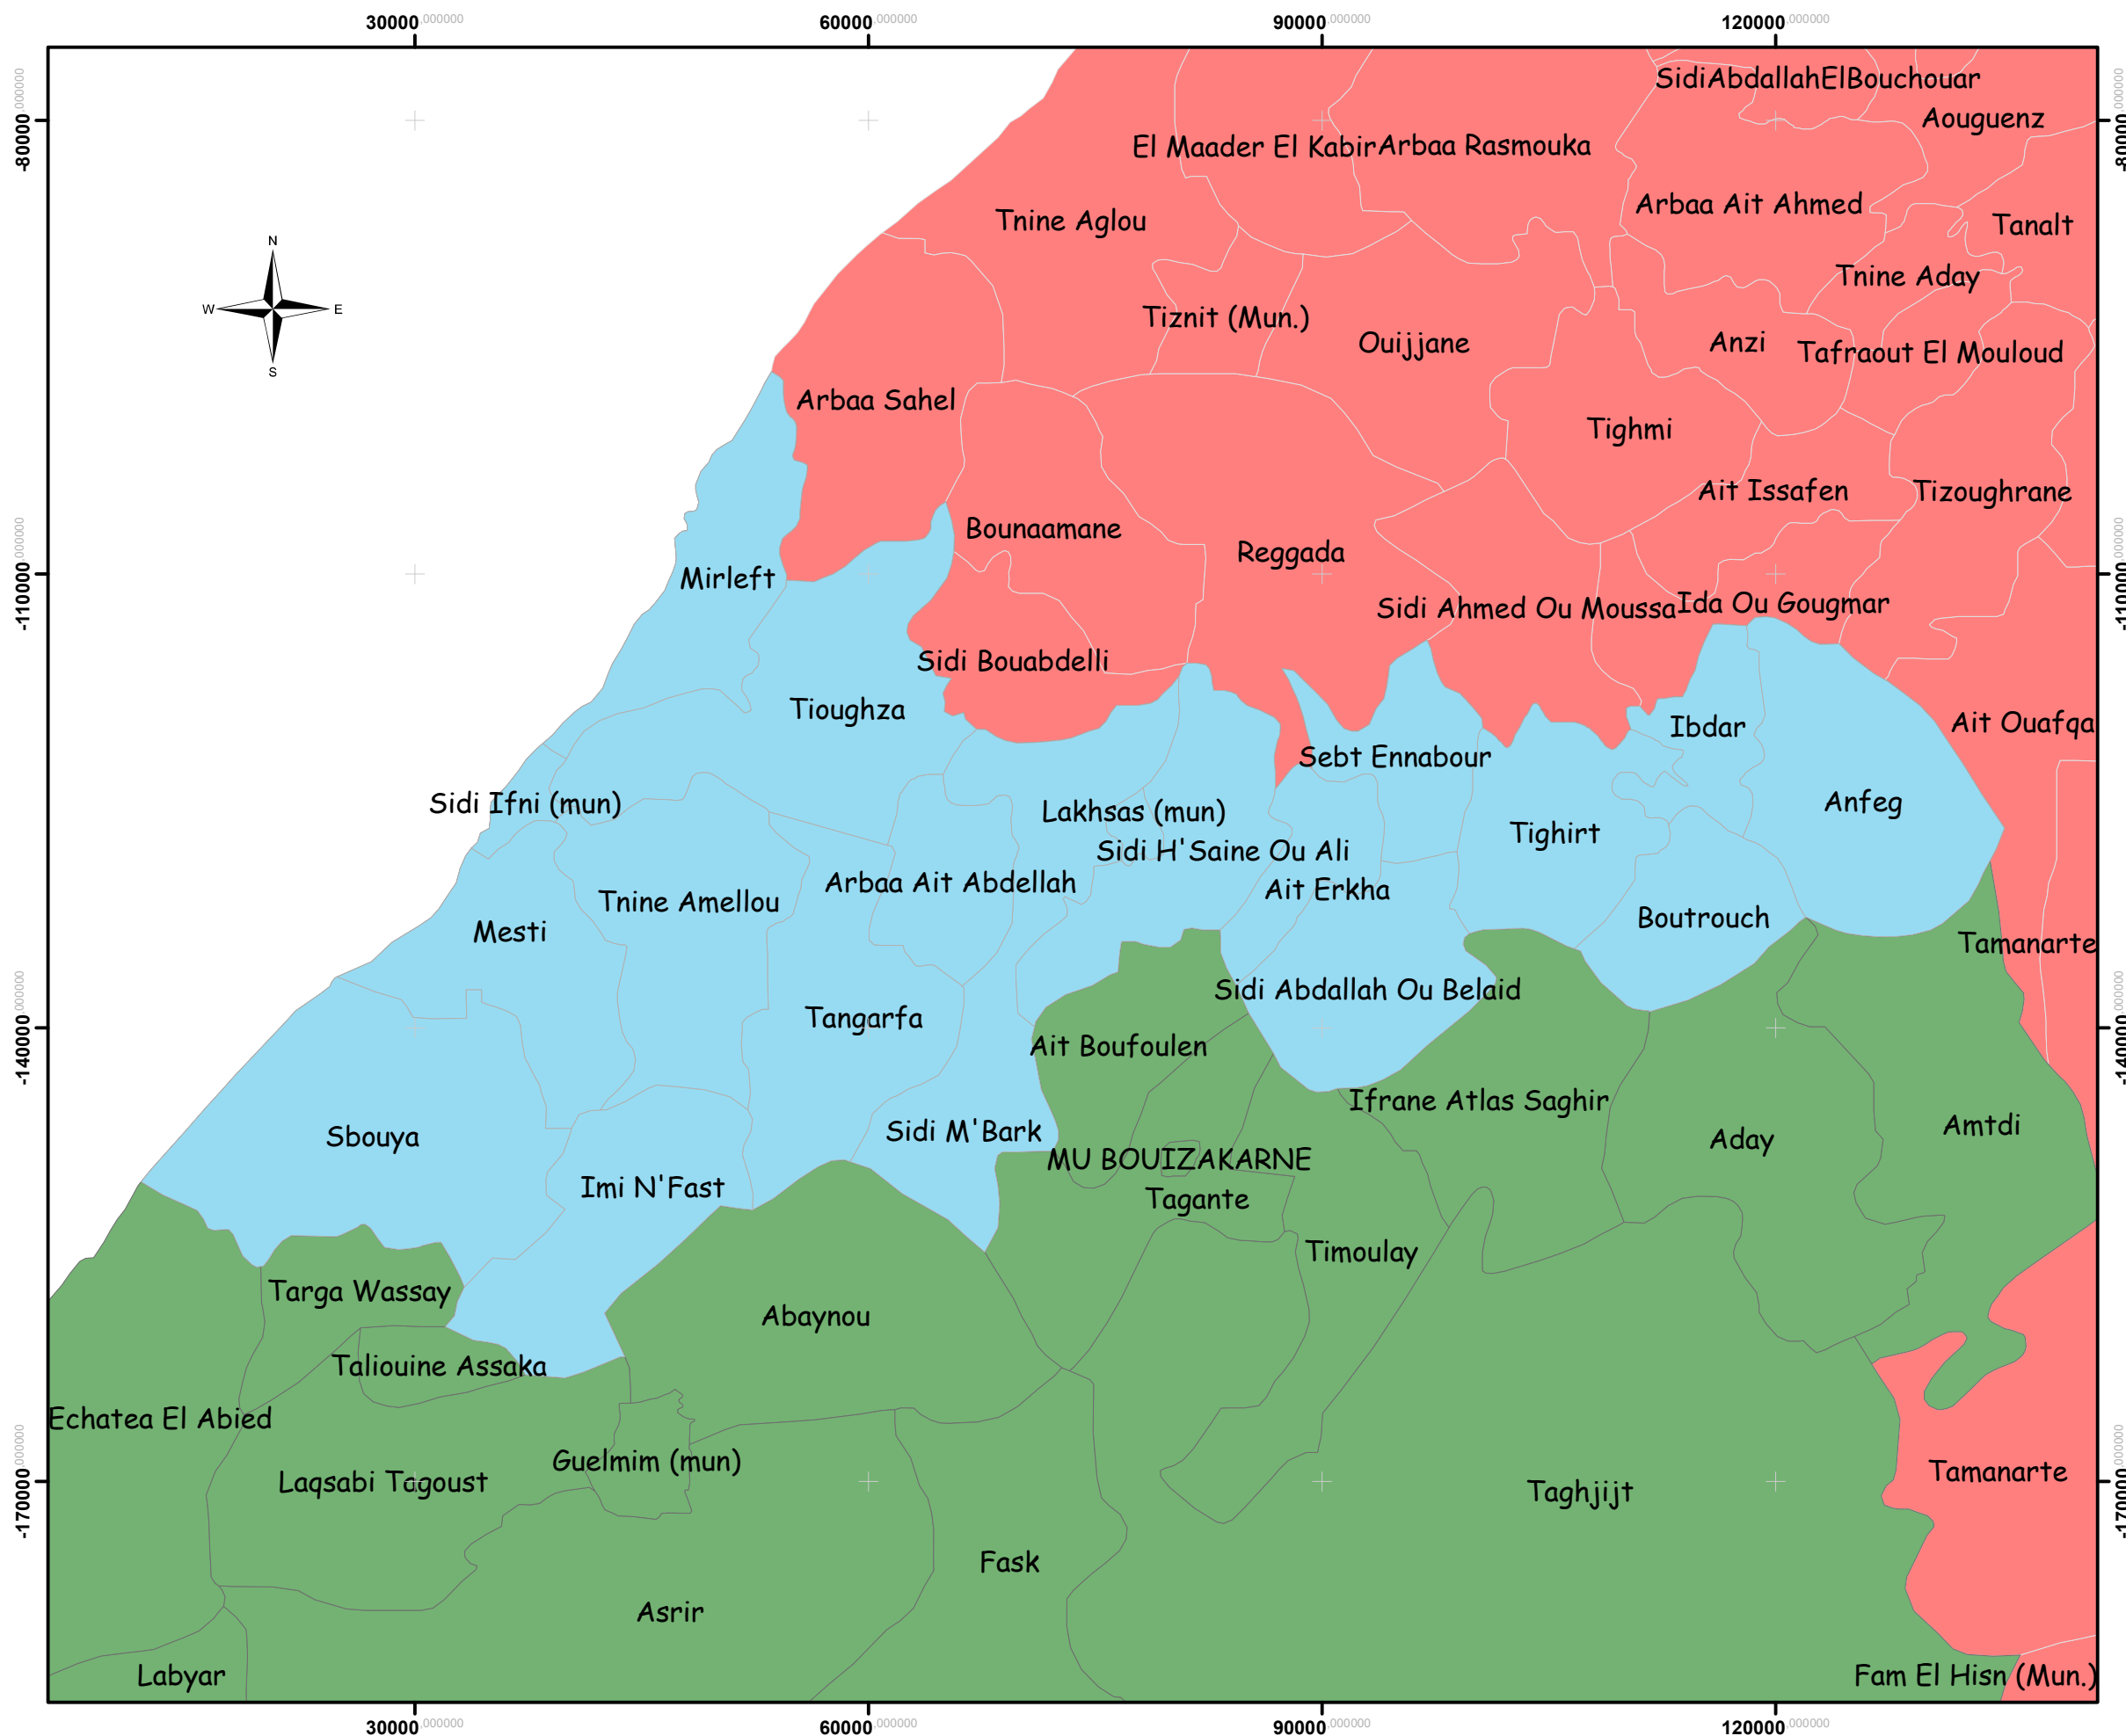 30000,000000 60000,000000 90000,000000 120000,000000
SidiAbdallahElBouchouar
-80000,000000 Aouguenz -80000,000000
El Maader El Kabir Arbaa Rasmouka
Arbaa Ait Ahmed
Tnine Aglou Tanalt
N
Tnine Aday
W E
Tiznit (Mun.)
Ouijjane Anzi Tafraout El Mouloud
S
Arbaa Sahel
Tighmi
Ait Issafen Tizoughrane
Bounaamane
Reggada
-110000,000000 Mirleft -110000,000000
Sidi Ahmed Ou Moussa Ida Ou Gougmar
Sidi Bouabdelli
Tioughza Ibdar Ait Ouafqa
Sebt Ennabour
Sidi Ifni (mun) Lakhsas (mun) Anfeg
Tighirt
Sidi H'Saine Ou Ali
Arbaa Ait Abdellah Ait Erkha
Tnine Amellou
Mesti Boutrouch
Tamanarte
Sidi Abdallah Ou Belaid
-140000,000000 Tangarfa -140000,000000
Ait Boufoulen
Ifrane Atlas Saghir
Sbouya Sidi M'Bark Aday Amtdi
MU BOUIZAKARNE
Imi N'Fast Tagante
Timoulay
Targa Wassay
Abaynou
Taliouine Assaka
Echatea El Abied
Guelmim (mun)
-170000,000000 Laqsabi Tagoust Tamanarte -170000,000000
Taghjijt
Fask
Asrir
Labyar Fam El Hisn (Mun.)
30000,000000 60000,000000 90000,000000 120000,000000